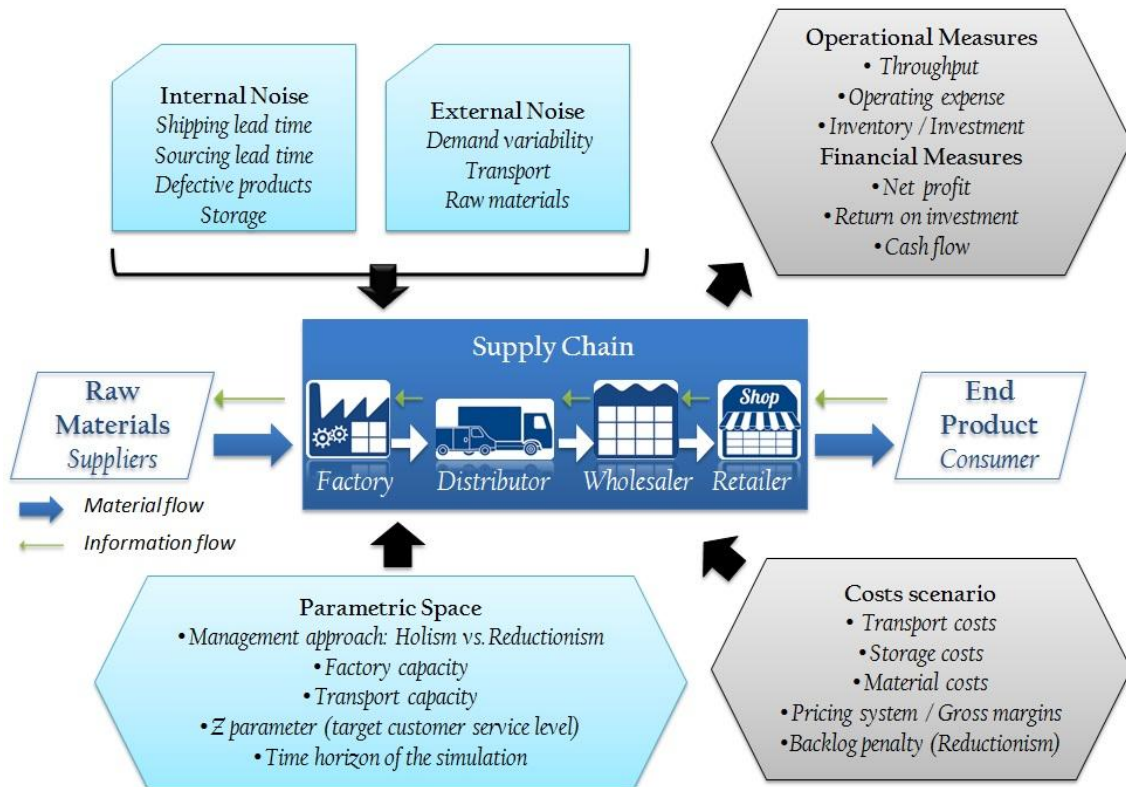 Internal Noise
Shipping lead time
Sourcing lead time
Defective products
Storage
External Noise
Demand variability
Transport
Raw materials
Operational Measures
• Throughput
• Operating expense
• Inventory / Investment
Financial Measures
• Net profit
• Return on investment
• Cash flow
Supply Chain
Raw
Materials
Suppliers
Shop
Factory
Distributor
Wholesaler
Retailer
End
Product
Consumer
Material flow
Information flow
Parametric Space
• Management approach: Holism vs. Reductionism
• Factory capacity
• Transport capacity
• Z parameter (target customer service level)
• Time horizon of the simulation
Costs scenario
• Transport costs
• Storage costs
• Material costs
• Pricing system / Gross margins
• Backlog penalty (Reductionism)